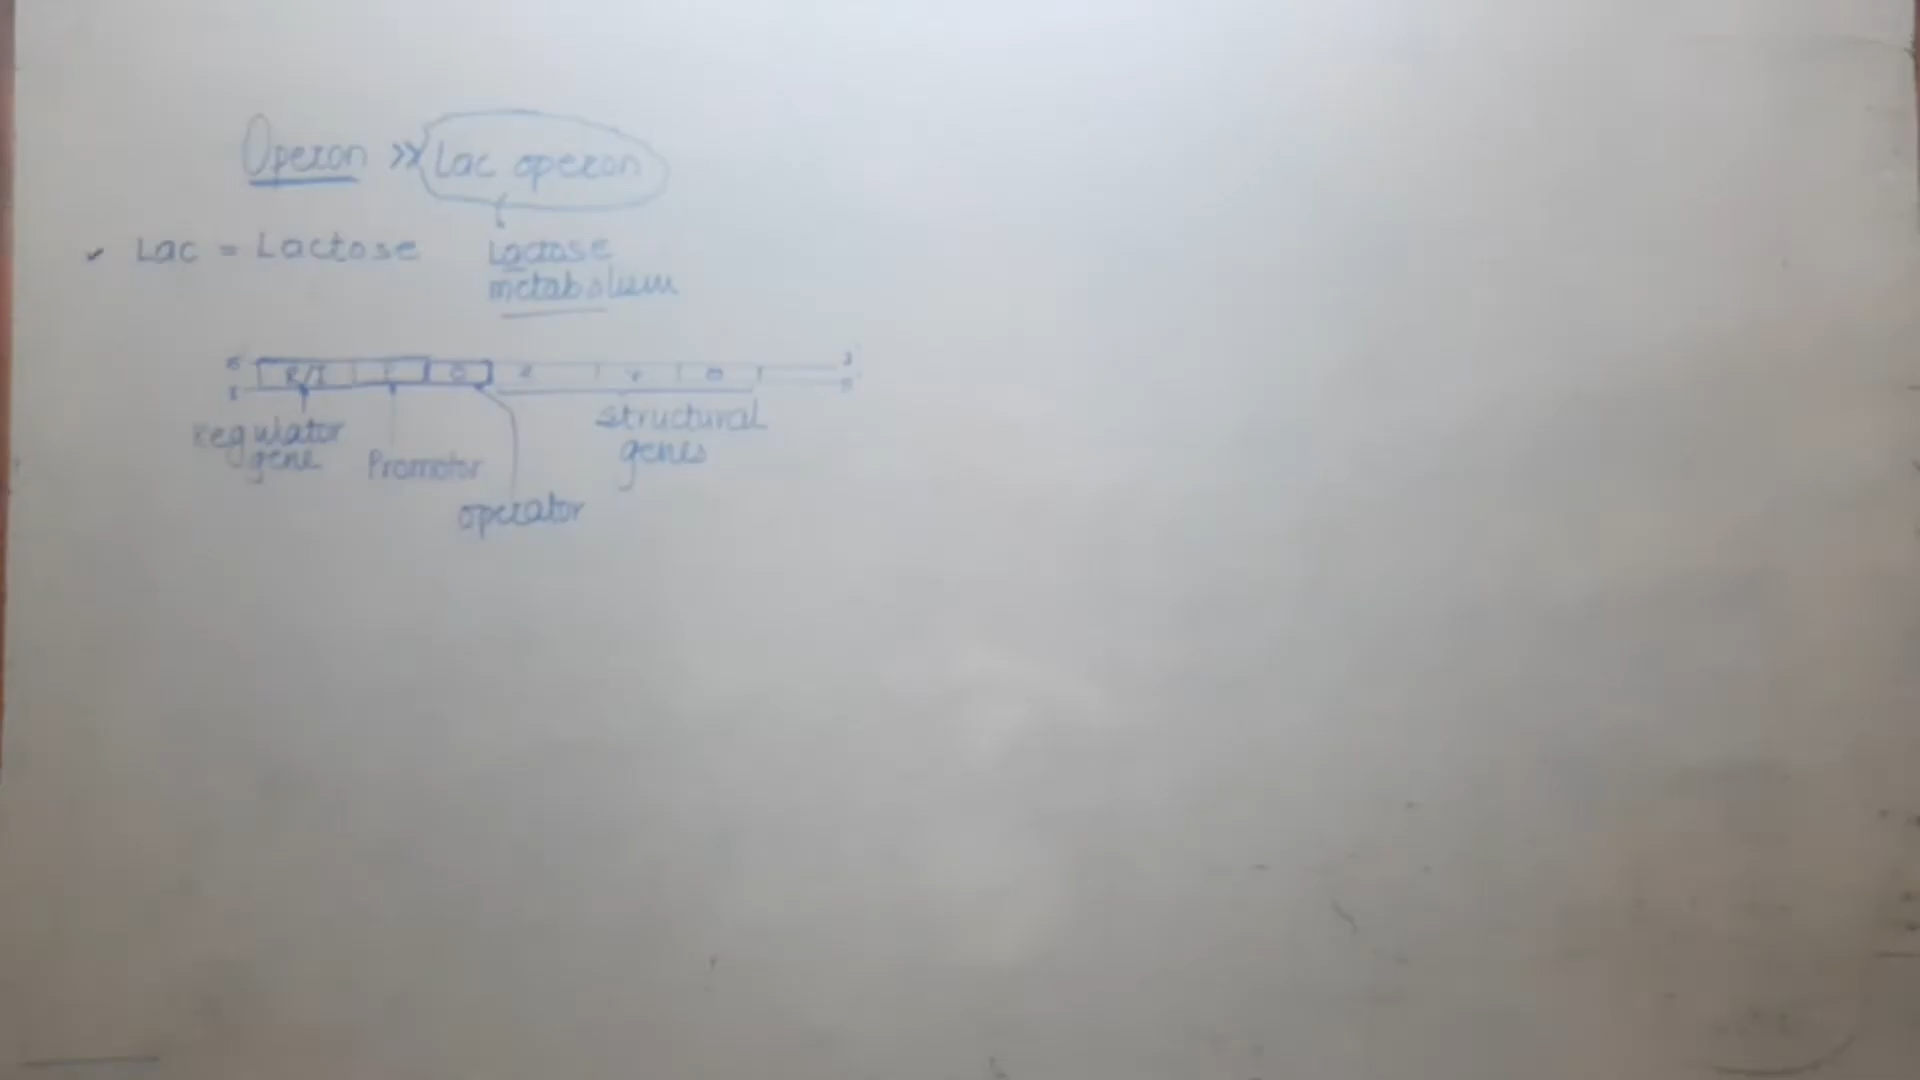 Operon >> Lac operon
Lac = Lactose
Lactose
metabolism
R/I P O z y a
Regulator
gene
Promotor
operator
structural
genes